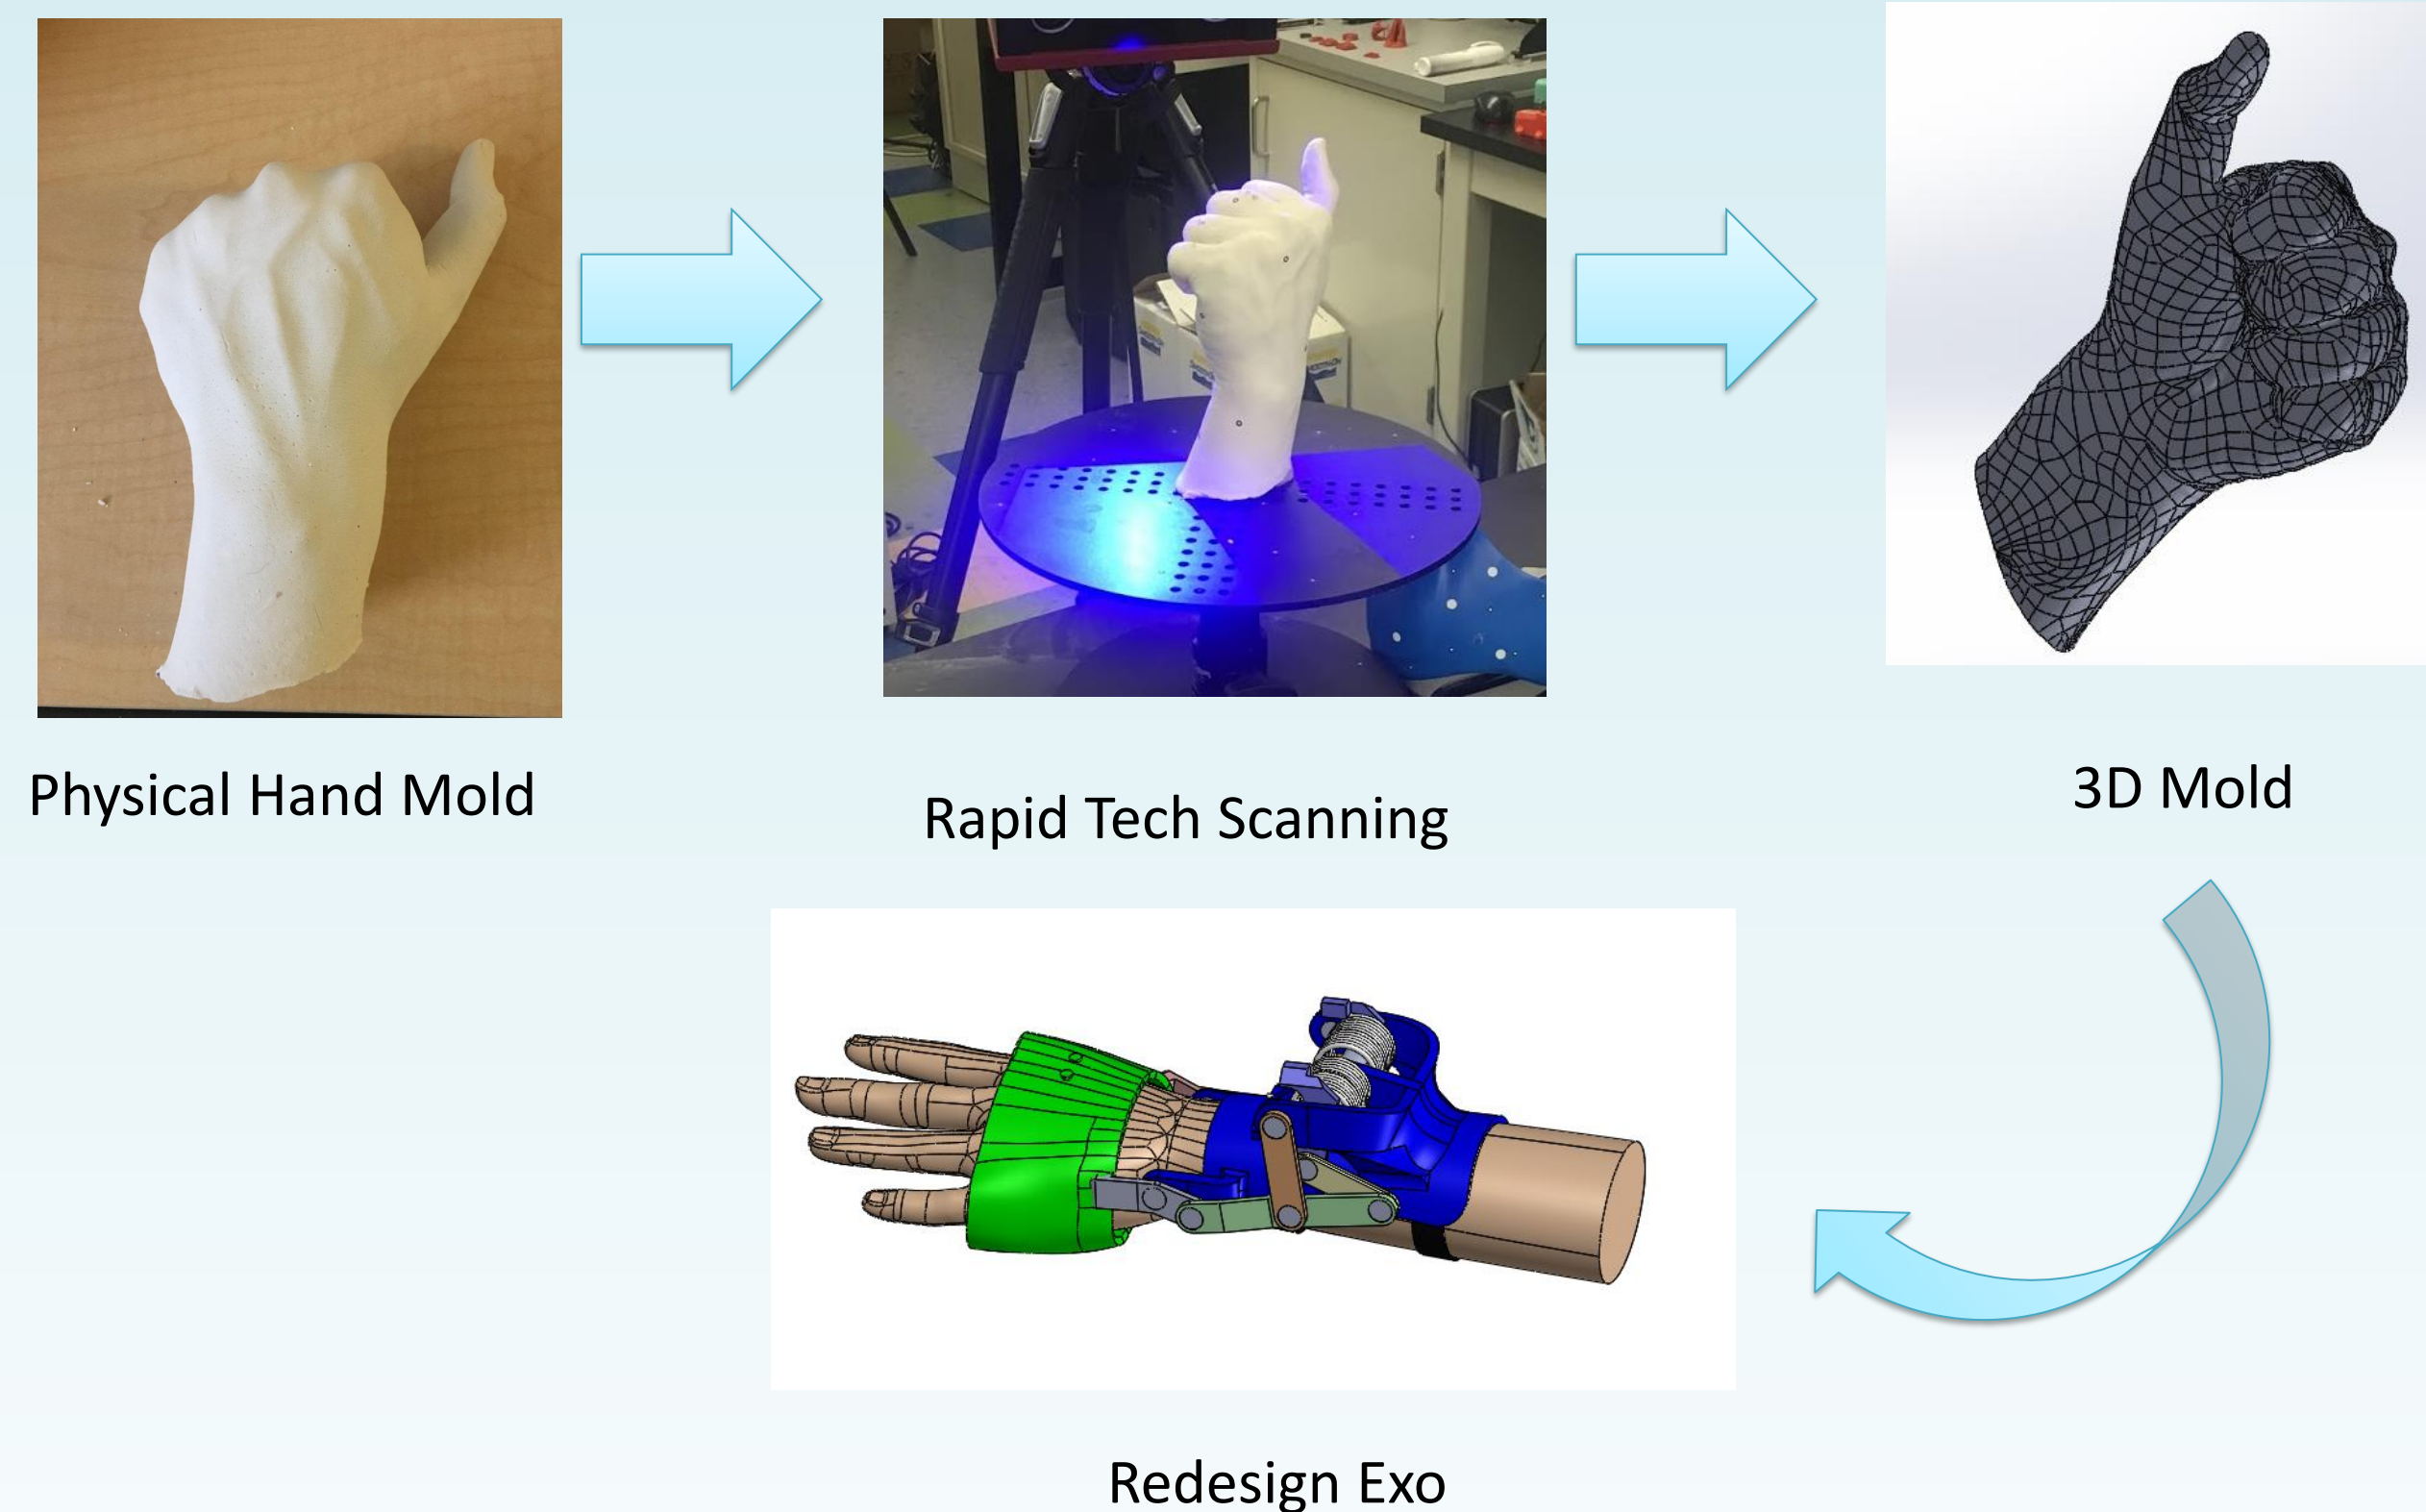 Physical Hand Mold
Rapid Tech Scanning
3D Mold
Redesign Exo